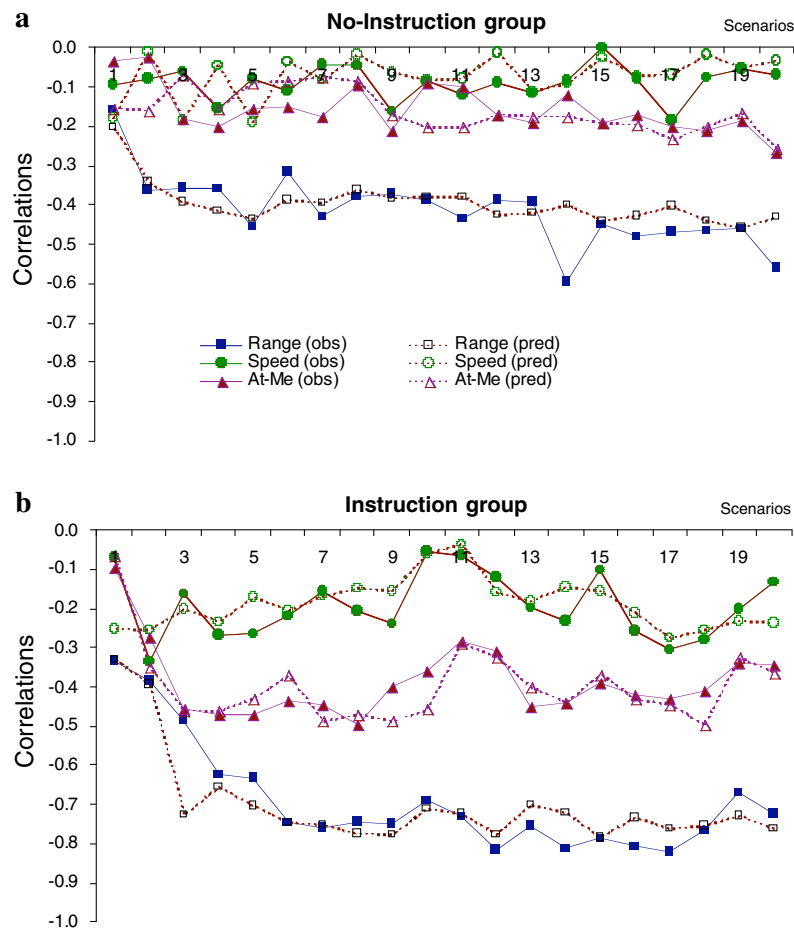 a
No-Instruction group
Scenarios
0.0
-0.1
-0.2
-0.3
-0.4
-0.5
-0.6
-0.7
-0.8
-0.9
-1.0
Correlations
1 3 5 7 9 11 13 15 17 19
Range (obs) Range (pred)
Speed (obs) Speed (pred)
At-Me (obs) At-Me (pred)
b
Instruction group
Scenarios
0.0
-0.1
-0.2
-0.3
-0.4
-0.5
-0.6
-0.7
-0.8
-0.9
-1.0
Correlations
1 3 5 7 9 11 13 15 17 19